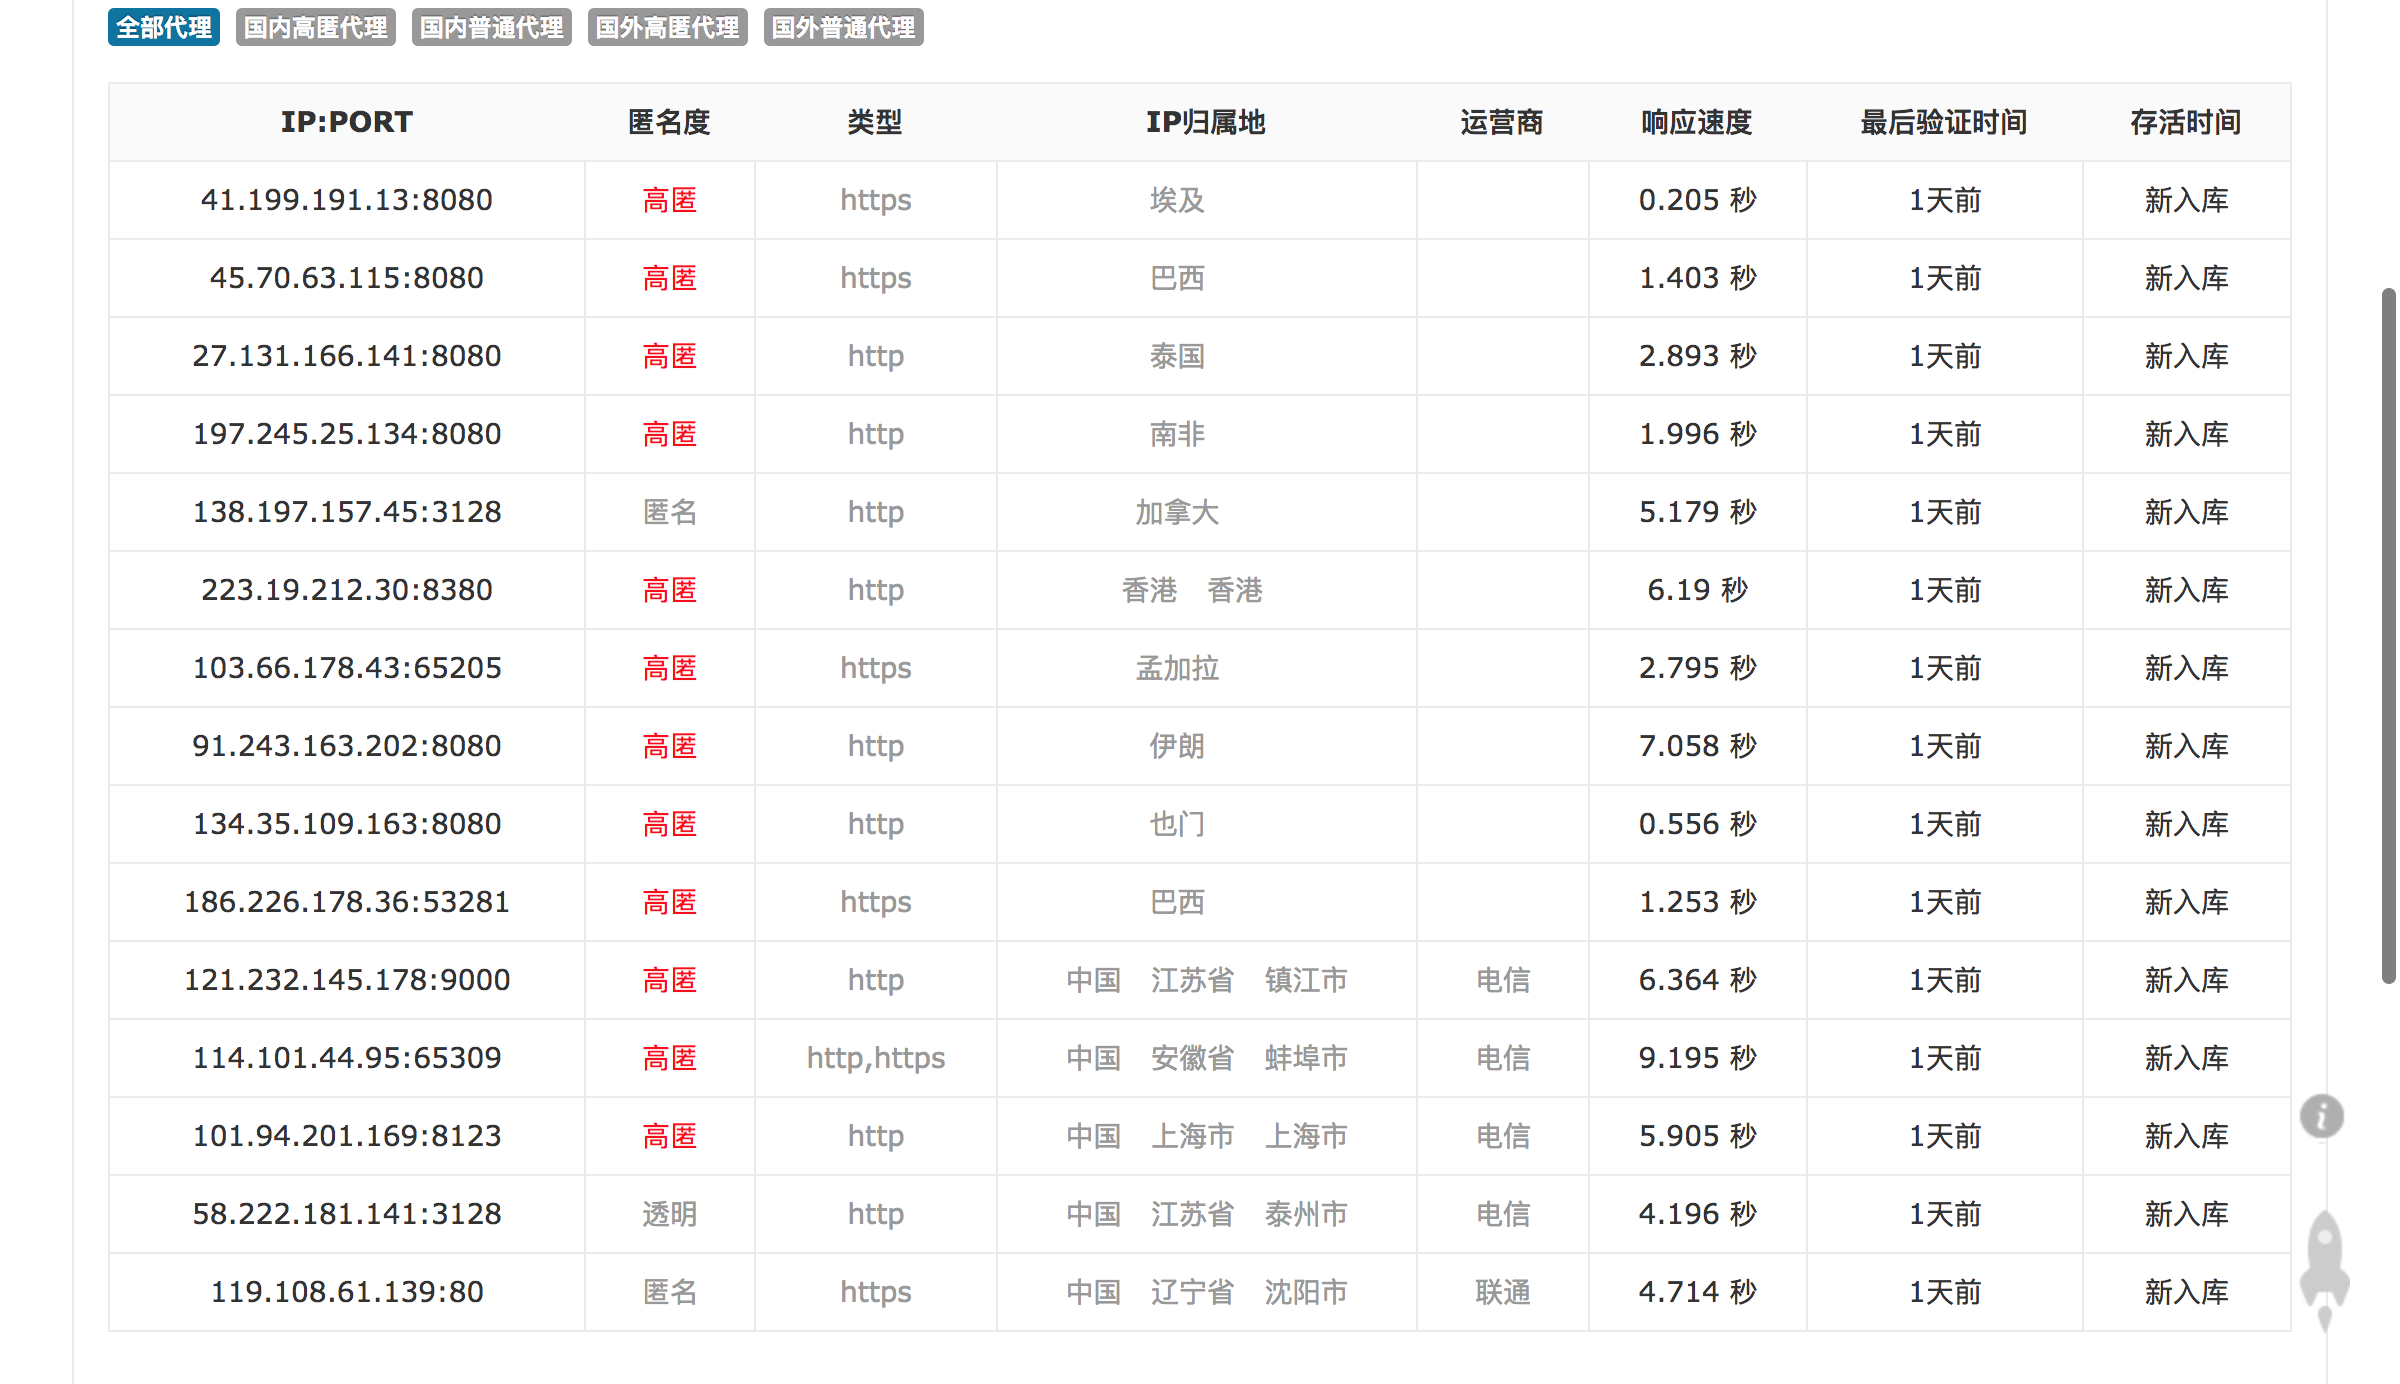 全部代理 国内高匿代理 国内普通代理 国外高匿代理 国外普通代理
IP:PORT 匿名度 类型 IP归属地 运营商 响应速度 最后验证时间 存活时间
41.199.191.13:8080 高匿 https 埃及 0.205 秒 1天前 新入库
45.70.63.115:8080 高匿 https 巴西 1.403 秒 1天前 新入库
27.131.166.141:8080 高匿 http 泰国 2.893 秒 1天前 新入库
197.245.25.134:8080 高匿 http 南非 1.996 秒 1天前 新入库
138.197.157.45:3128 匿名 http 加拿大 5.179 秒 1天前 新入库
223.19.212.30:8380 高匿 http 香港 香港 6.19 秒 1天前 新入库
103.66.178.43:65205 高匿 https 孟加拉 2.795 秒 1天前 新入库
91.243.163.202:8080 高匿 http 伊朗 7.058 秒 1天前 新入库
134.35.109.163:8080 高匿 http 也门 0.556 秒 1天前 新入库
186.226.178.36:53281 高匿 https 巴西 1.253 秒 1天前 新入库
121.232.145.178:9000 高匿 http 中国 江苏省 镇江市 电信 6.364 秒 1天前 新入库
114.101.44.95:65309 高匿 http,https 中国 安徽省 蚌埠市 电信 9.195 秒 1天前 新入库
101.94.201.169:8123 高匿 http 中国 上海市 上海市 电信 5.905 秒 1天前 新入库
58.222.181.141:3128 透明 http 中国 江苏省 泰州市 电信 4.196 秒 1天前 新入库
119.108.61.139:80 匿名 https 中国 辽宁省 沈阳市 联通 4.714 秒 1天前 新入库